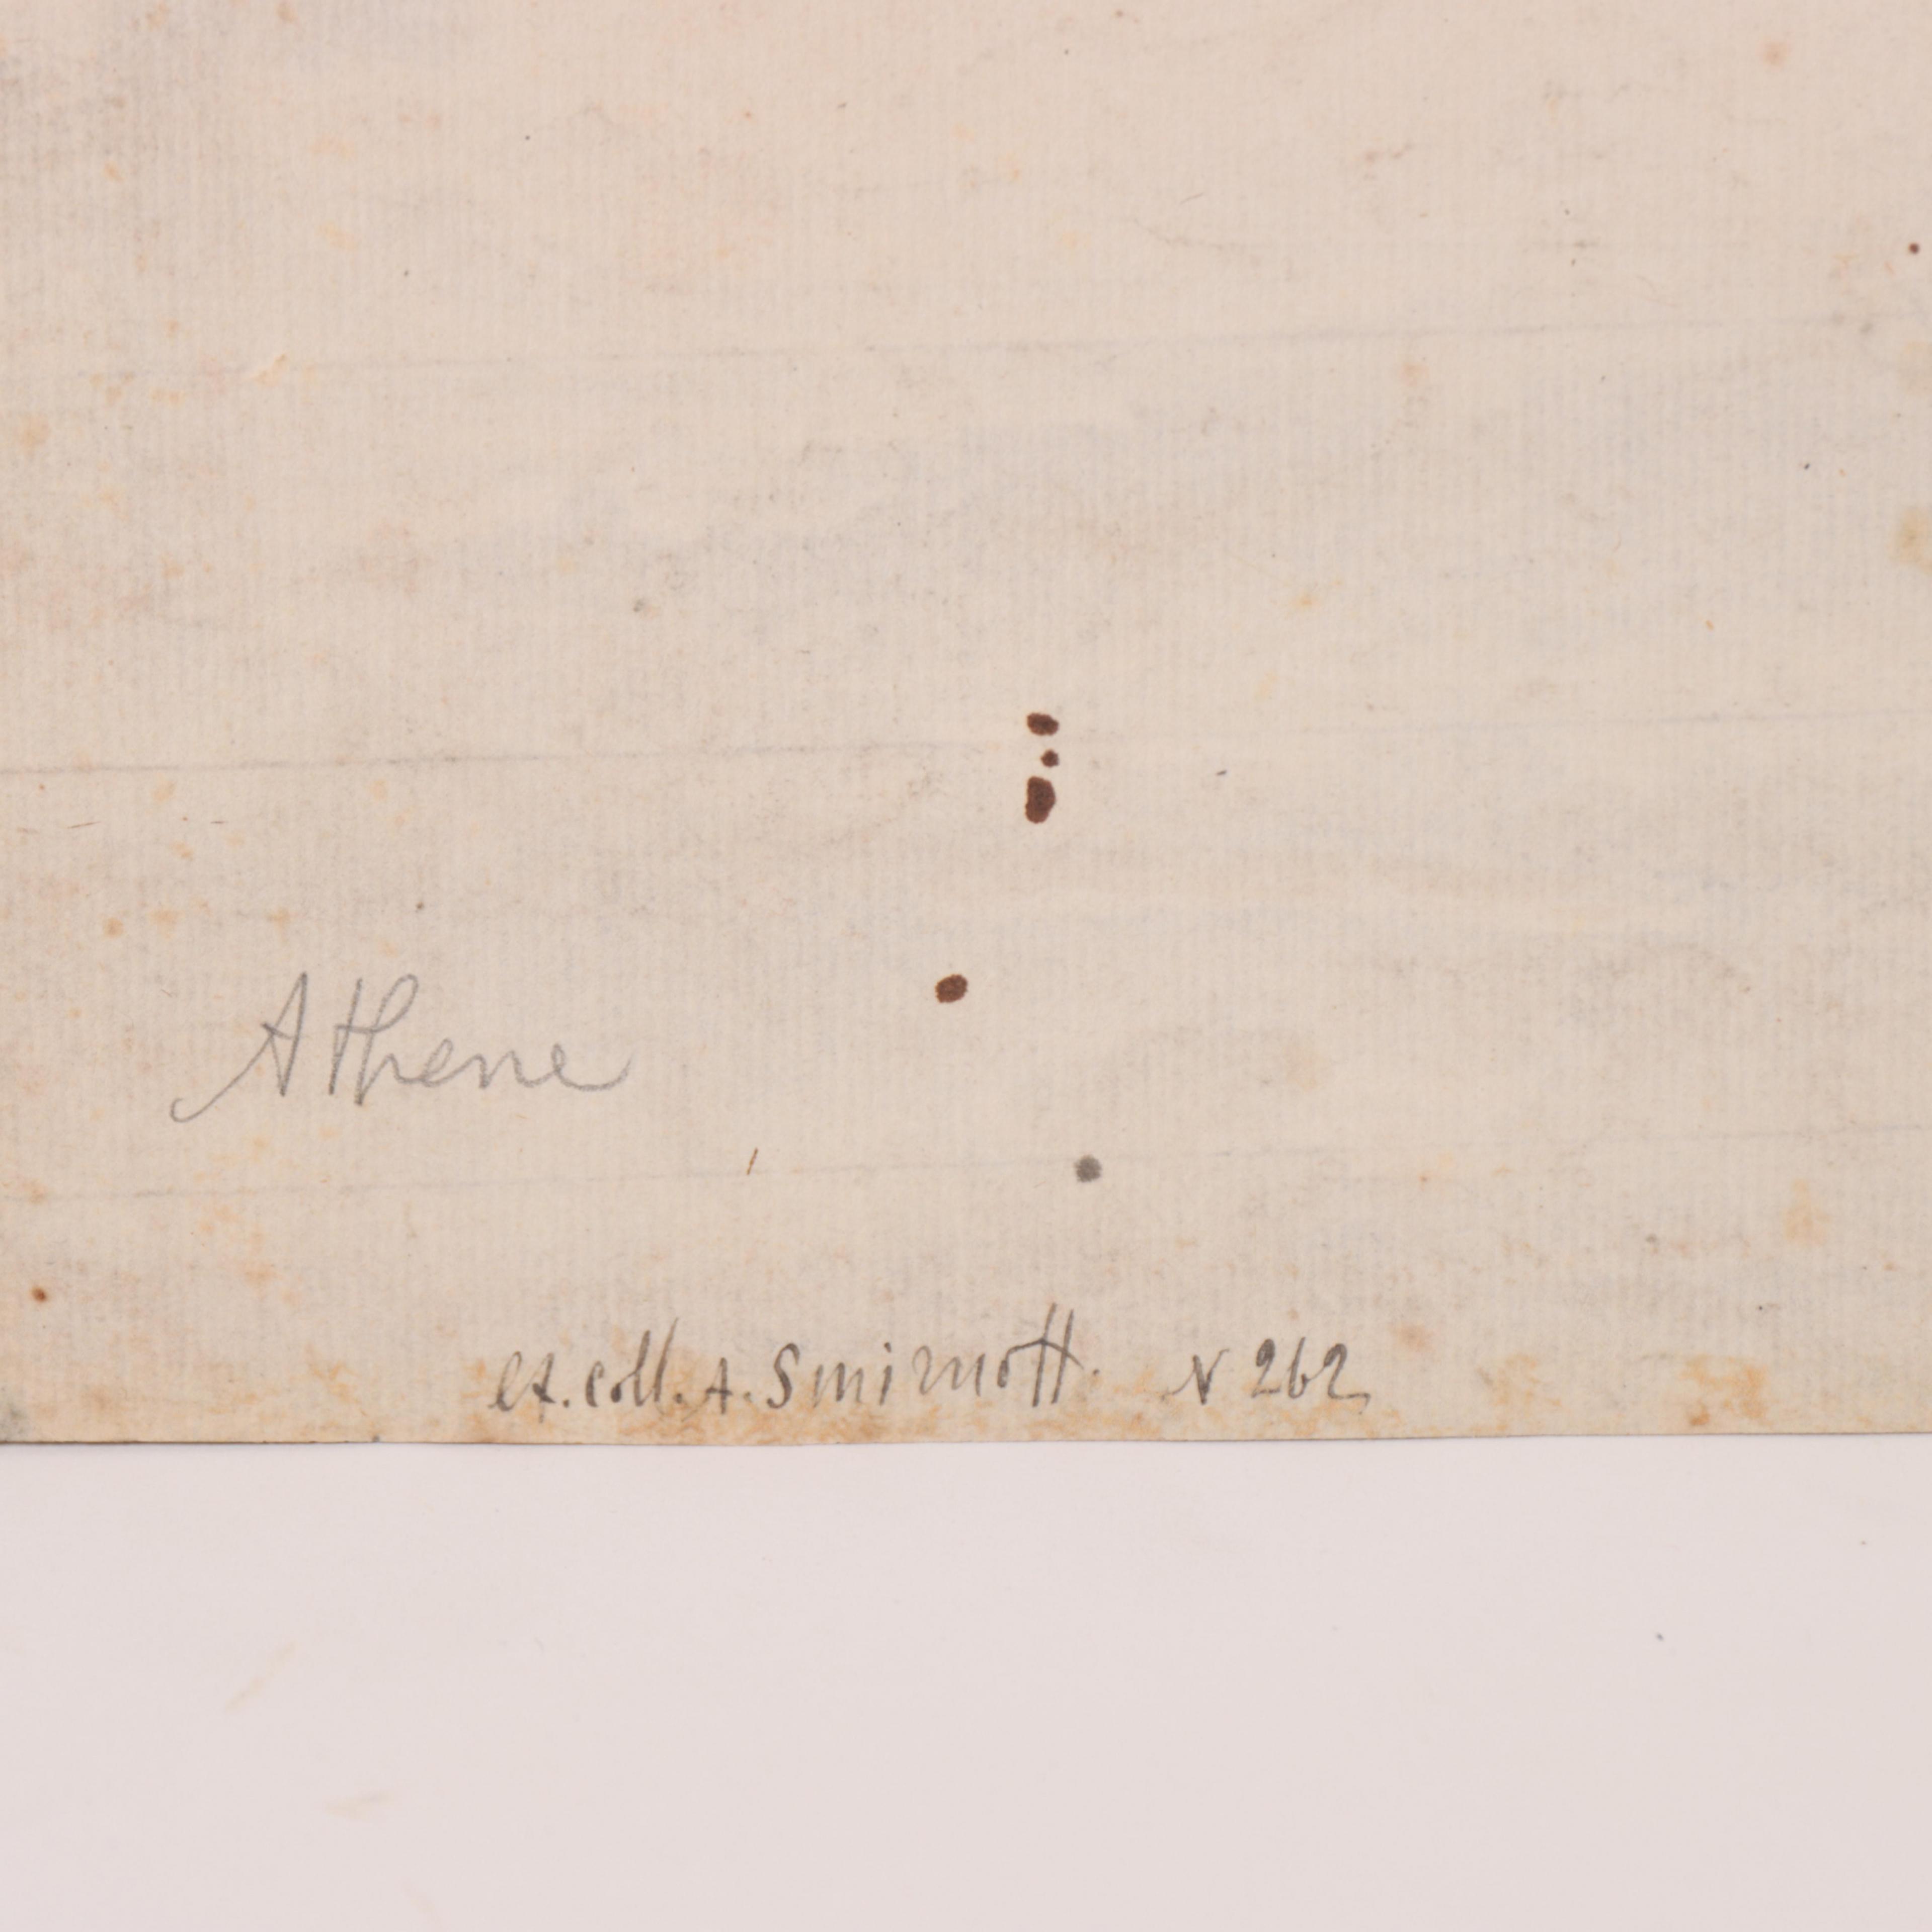 Athene
ex. coll. A. Smirnoff. N 262